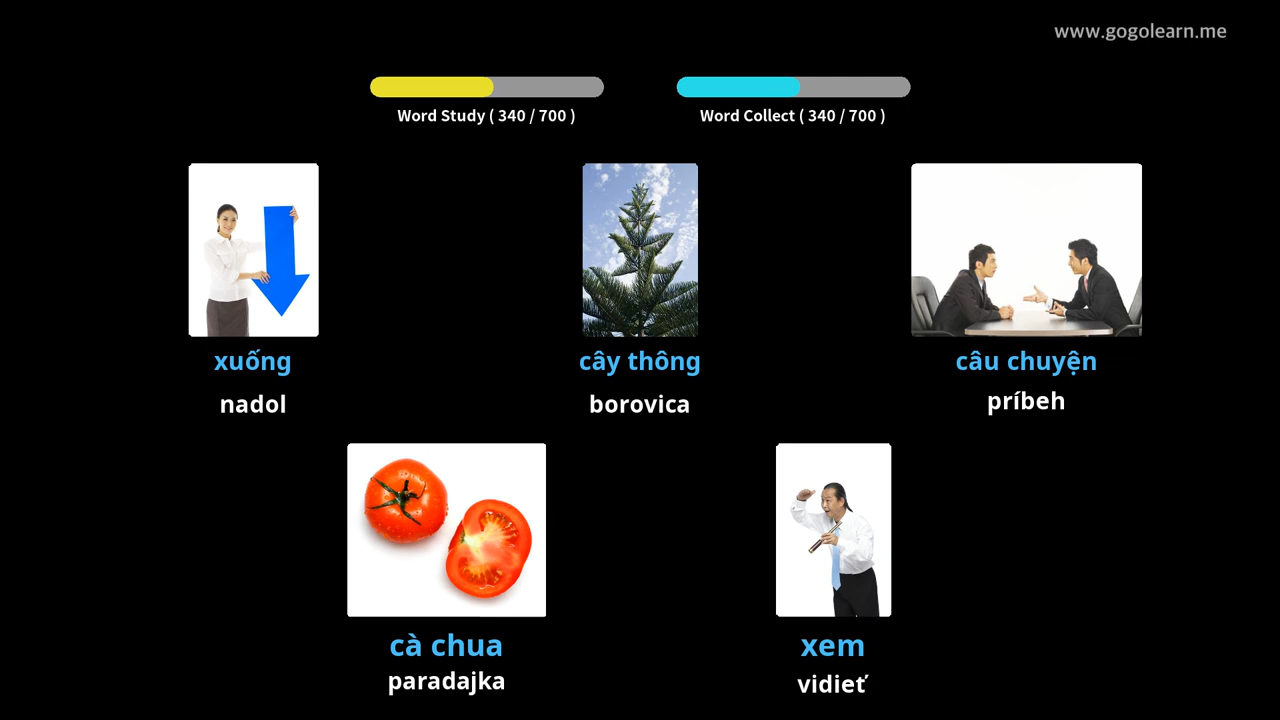 www.gogolearn.me
Word Study ( 340 / 700 )
Word Collect ( 340 / 700 )
xuống
nadol
cây thông
borovica
câu chuyện
príbeh
cà chua
paradajka
xem
vidieť